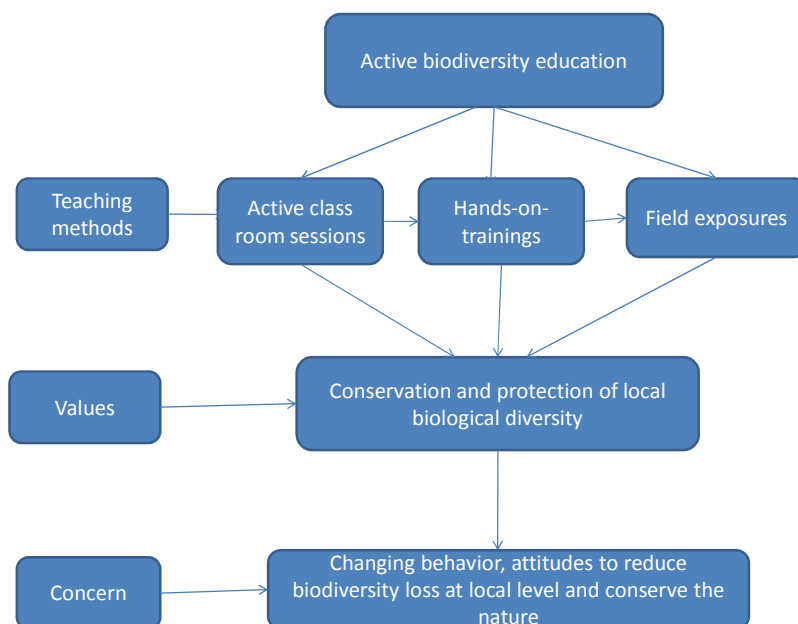 Active biodiversity education
Teaching
methods
Active class
room sessions
Hands-on-
trainings
Field exposures
Values
Conservation and protection of local
biological diversity
Concern
Changing behavior, attitudes to reduce
biodiversity loss at local level and conserve the
nature